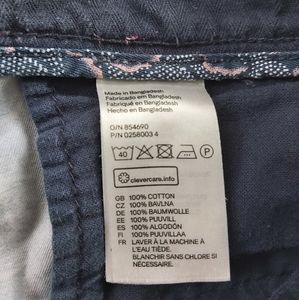 Made in Bangladesh
Fabricado em Bangladesh
Fabriqué en Bangladesh
Hecho en Bangladesh
O/N 854690
P/N 0258003 4
40
P
clevercare.info
GB 100% COTTON
CZ 100% BAVLNA
DE 100% BAUMWOLLE
EE 100% PUUVILL
ES 100% ALGODÓN
FI 100% PUUVILLAA
FR LAVER À LA MACHINE À
L'EAU TIÈDE.
BLANCHIR SANS CHLORE SI
NÉCESSAIRE.